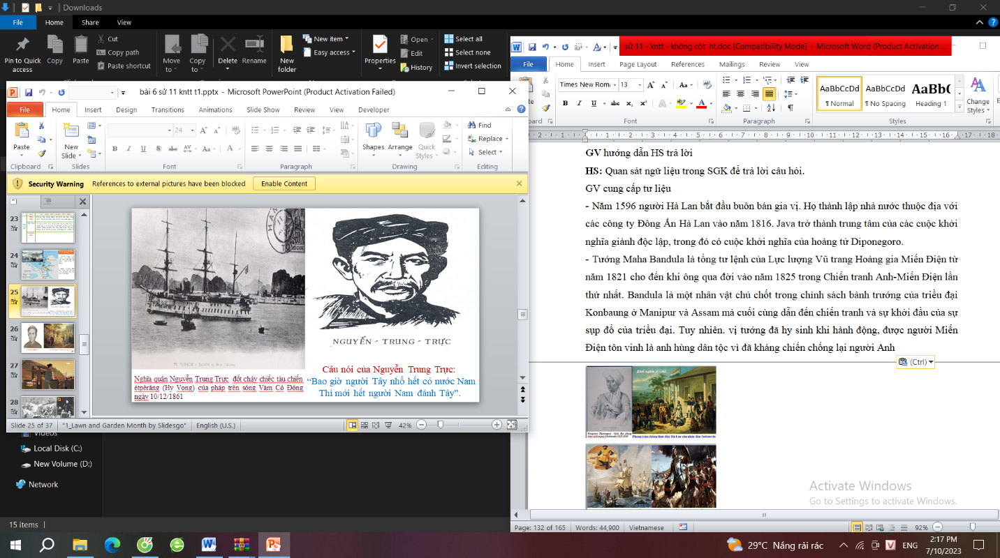 Downloads
File Home Share View
Pin to Quick access
Copy
Paste
Cut
Copy path
Paste shortcut
Move to
Copy to
Delete
Rename
New folder
New item
Easy access
Properties
Open
Edit
History
Select all
Select none
Invert selection
bài 6 sử 11 kntt t1.pptx - Microsoft PowerPoint (Product Activation Failed)
File Home Insert Design Transitions Animations Slide Show Review View Developer
Paste
New Slide
24
Shapes Arrange Quick Styles
Find
Replace
Select
Clipboard Slides Font Paragraph Drawing Editing
Security Warning References to external pictures have been blocked Enable Content
23
24
25
26
27
28
NGUYỄN - TRUNG - TRỰC
Nghĩa quân Nguyễn Trung Trực đốt cháy chiếc tàu chiến
étpêrăng (Hy Vọng) của pháp trên sông Vàm Cỏ Đông
ngày 10/12/1861
Câu nói của Nguyễn Trung Trực:
“Bao giờ người Tây nhổ hết cỏ nước Nam
Thì mới hết người Nam đánh Tây”.
Slide 25 of 37 "1_Lawn and Garden Month by Slidesgo" English (U.S.) 42%
Videos
Local Disk (C:)
New Volume (D:)
Network
15 items
sử 11 - kntt - không cột -ht.doc [Compatibility Mode] - Microsoft Word (Product Activation ...
File Home Insert Page Layout References Mailings Review View
Times New Rom 13
AaBbCcDd AaBbCcDd AaBb(
¶ Normal ¶ No Spacing Heading 1
Change Styles
Font Paragraph Styles
GV hướng dẫn HS trả lời
HS: Quan sát ngữ liệu trong SGK để trả lời câu hỏi.
GV cung cấp tư liệu
- Năm 1596 người Hà Lan bắt đầu buôn bán gia vị. Họ thành lập nhà nước thuộc địa với
các công ty Đông Ấn Hà Lan vào năm 1816. Java trở thành trung tâm của các cuộc khởi
nghĩa giành độc lập, trong đó có cuộc khởi nghĩa của hoàng tử Diponegoro.
- Tướng Maha Bandula là tổng tư lệnh của Lực lượng Vũ trang Hoàng gia Miến Điện từ
năm 1821 cho đến khi ông qua đời vào năm 1825 trong Chiến tranh Anh-Miến Điện lần
thứ nhất. Bandula là một nhân vật chủ chốt trong chính sách bành trướng của triều đại
Konbaung ở Manipur và Assam mà cuối cùng dẫn đến chiến tranh và sự khởi đầu của sự
sụp đổ của triều đại. Tuy nhiên. vị tướng đã hy sinh khi hành động, được người Miến
Điện tôn vinh là anh hùng dân tộc vì đã kháng chiến chống lại người Anh
(Ctrl)
Phong trào chống thực dân Hà Lan của nhân dân Indonesia
Activate Windows
Go to Settings to activate Windows.
Page: 132 of 165 Words: 44,900 Vietnamese 92%
29°C Nắng rải rác
ENG
2:17 PM
7/10/2023